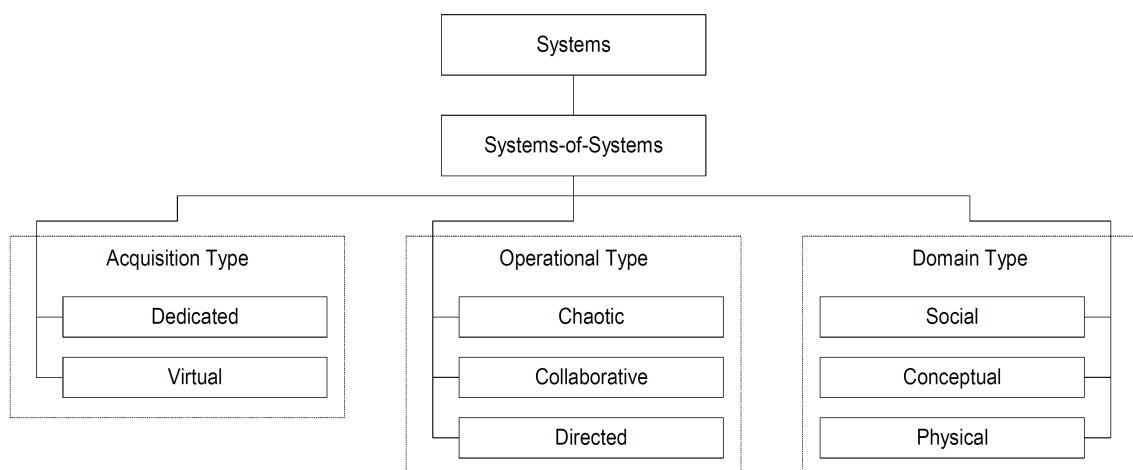 Systems
Systems-of-Systems
Acquisition Type
Dedicated
Virtual
Operational Type
Chaotic
Collaborative
Directed
Domain Type
Social
Conceptual
Physical